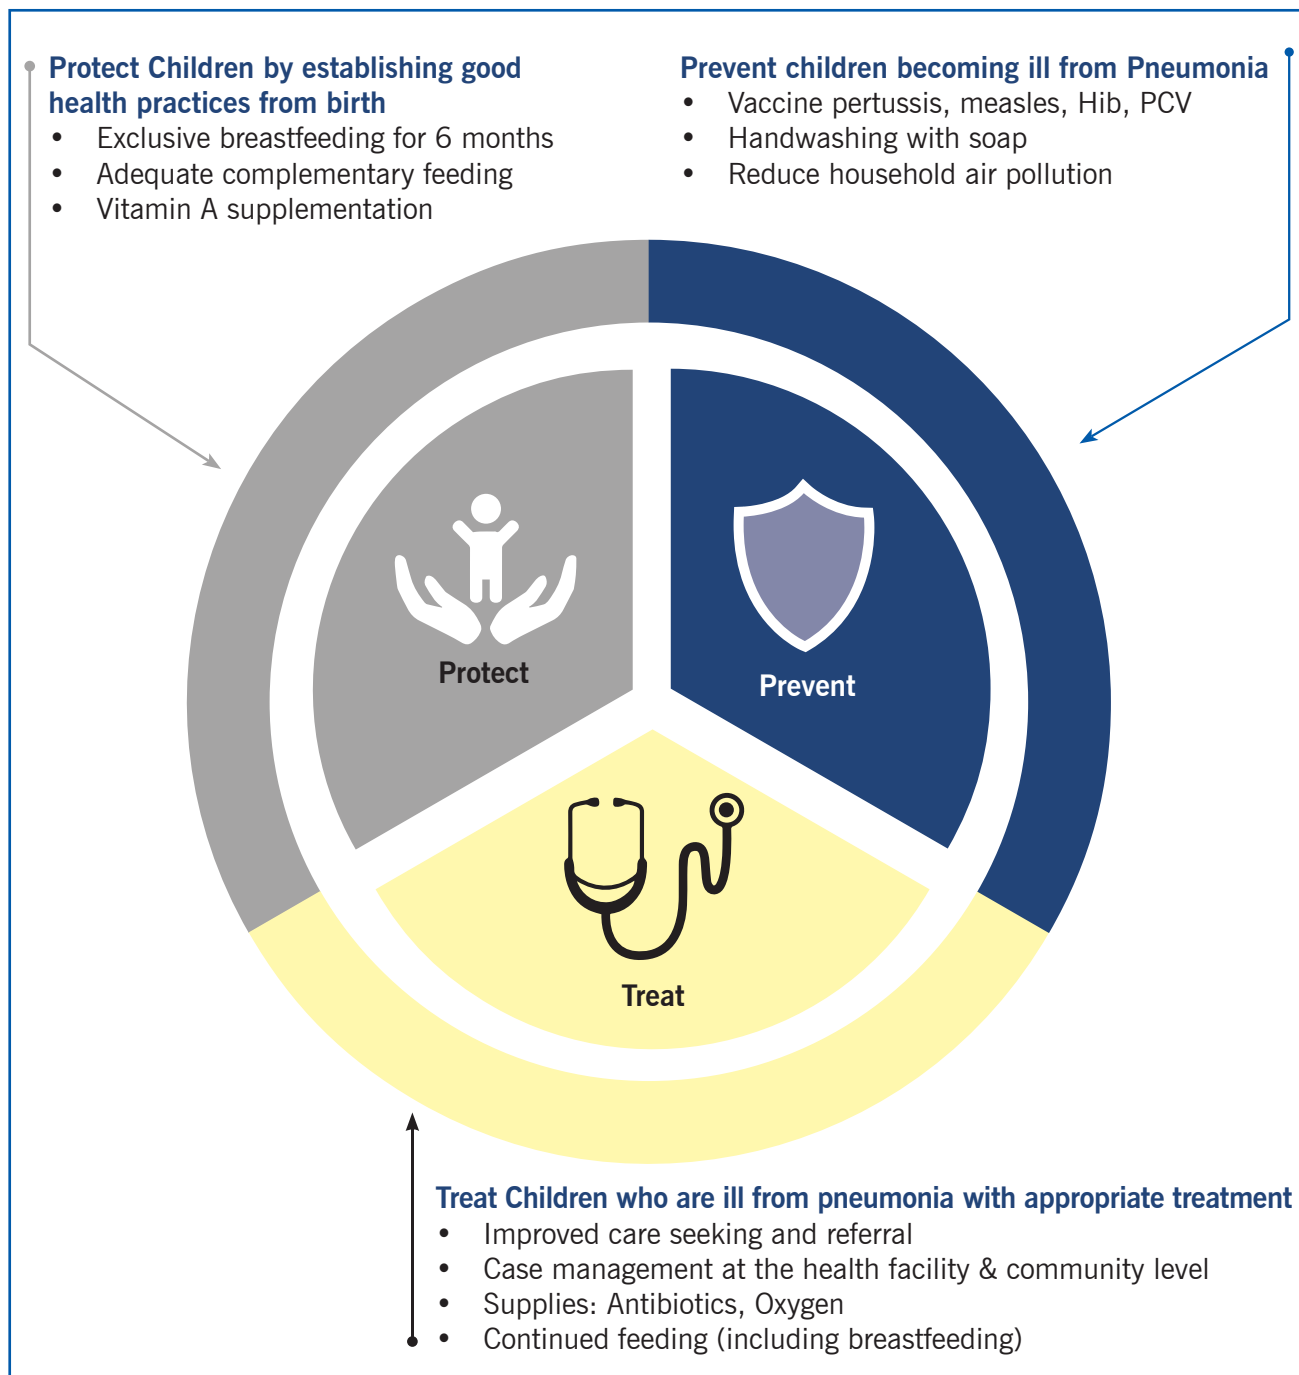 Protect Children by establishing good
health practices from birth
• Exclusive breastfeeding for 6 months
• Adequate complementary feeding
• Vitamin A supplementation
Prevent children becoming ill from Pneumonia
• Vaccine pertussis, measles, Hib, PCV
• Handwashing with soap
• Reduce household air pollution
Protect
Prevent
Treat
Treat Children who are ill from pneumonia with appropriate treatment
• Improved care seeking and referral
• Case management at the health facility & community level
• Supplies: Antibiotics, Oxygen
• Continued feeding (including breastfeeding)